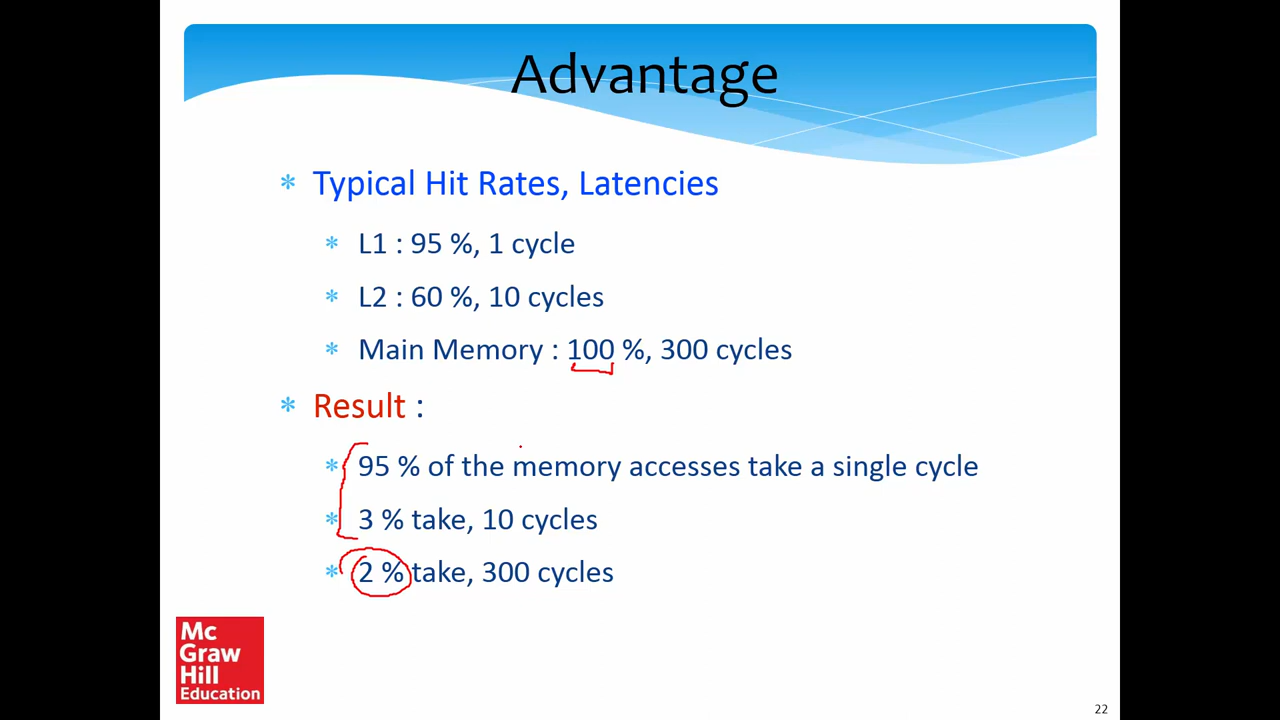 Advantage
* Typical Hit Rates, Latencies
* L1 : 95 %, 1 cycle
* L2 : 60 %, 10 cycles
* Main Memory : 100 %, 300 cycles
* Result :
* 95 % of the memory accesses take a single cycle
* 3 % take, 10 cycles
* 2 % take, 300 cycles
Mc
Graw
Hill
Education
22